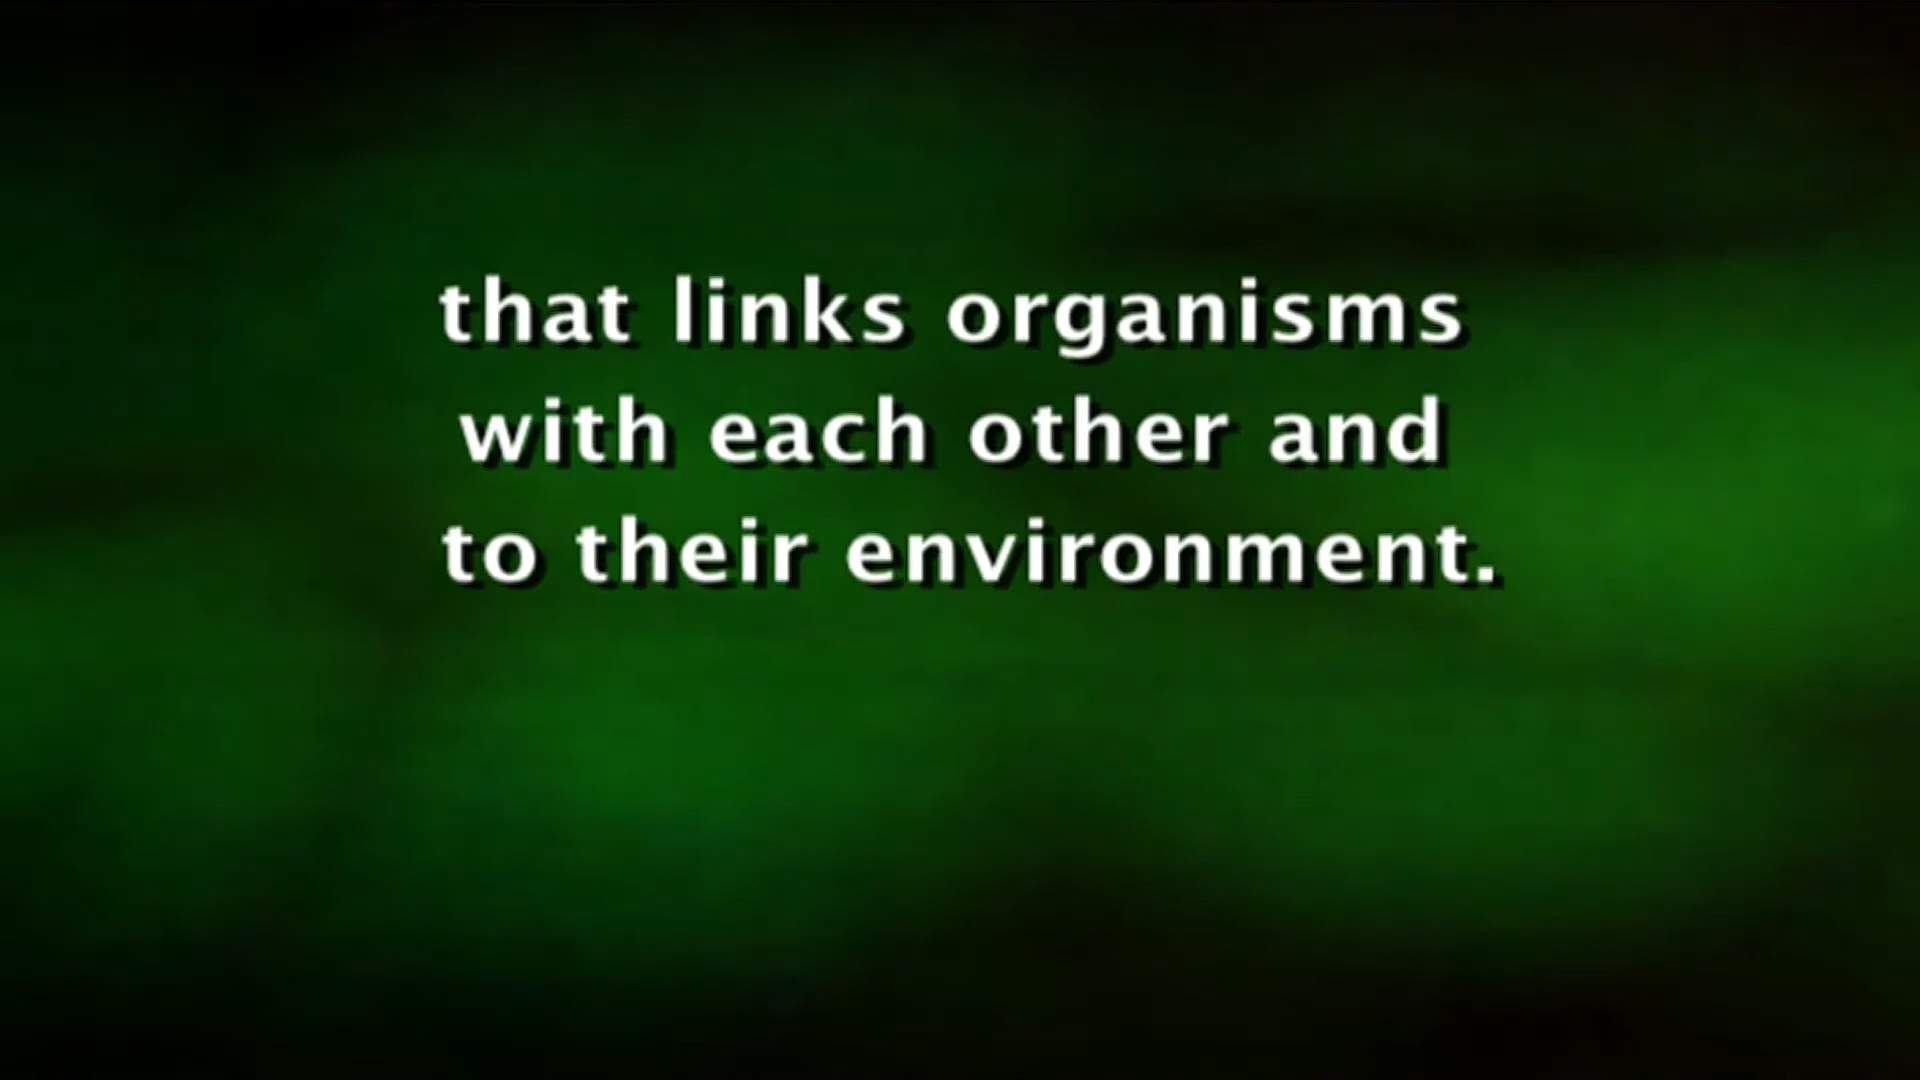 that links organisms
with each other and
to their environment.